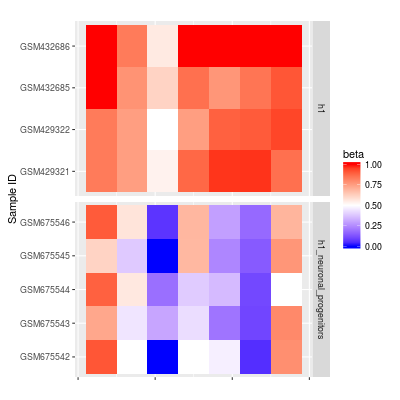 GSM432686
GSM432685
GSM429322
GSM429321
h1
GSM675546
GSM675545
GSM675544
GSM675543
GSM675542
h1_neuronal_progenitors
Sample ID
beta
1.00
0.75
0.50
0.25
0.00